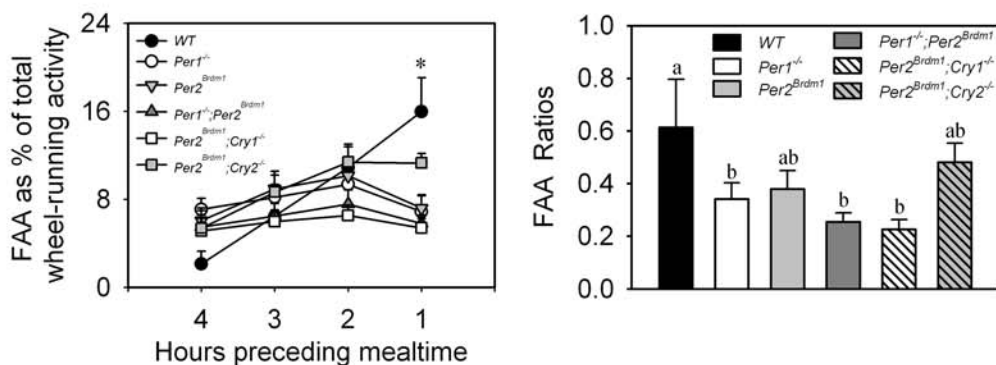 FAA as % of total
wheel-running activity
24
16
8
0
WT
Per1-/-
Per2Brdm1
Per1-/-;Per2Brdm1
Per2Brdm1;Cry1-/-
Per2Brdm1;Cry2-/-
*
4 3 2 1
Hours preceding mealtime
FAA Ratios
1.0
0.8
0.6
0.4
0.2
0.0
WT
Per1-/-
Per2Brdm1
Per1-/-;Per2Brdm1
Per2Brdm1;Cry1-/-
Per2Brdm1;Cry2-/-
a b ab b b ab